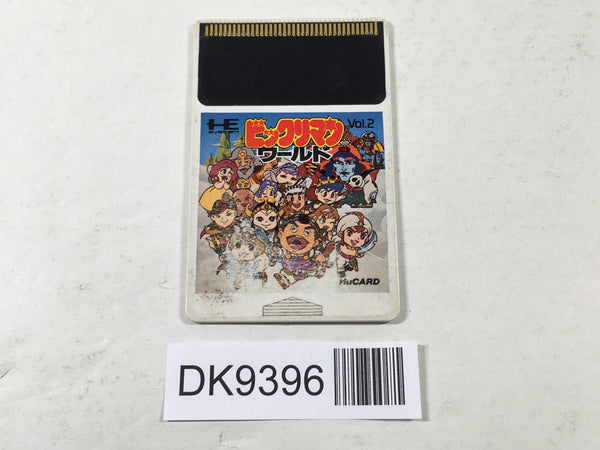 HE
ビックリマン
Vol.2
ワールド
HuCARD
DK9396